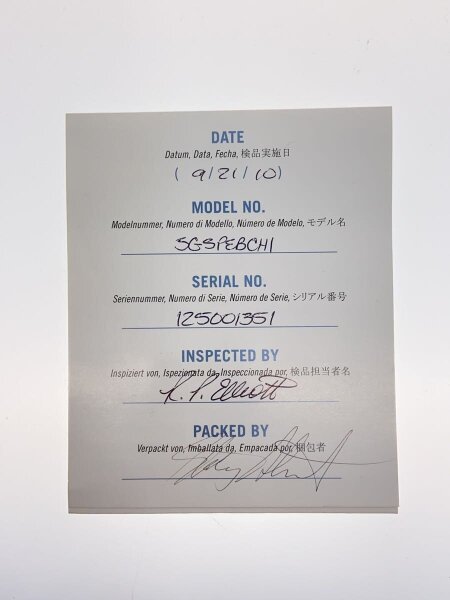 DATE
Datum, Data, Fecha, 検品実施日
( 9/21/10)
MODEL NO.
Modelnummer, Numero di Modello, Número de Modelo, モデル名
SGSPEBCH1
SERIAL NO.
Seriennummer, Numero di Serie, Número de Serie, シリアル番号
125001351
INSPECTED BY
Inspiziert von, Ispezionata da, Inspeccionada por, 検品担当者名
R. P. Elliott
PACKED BY
Verpackt von, Imballata da, Empacada por, 梱包者